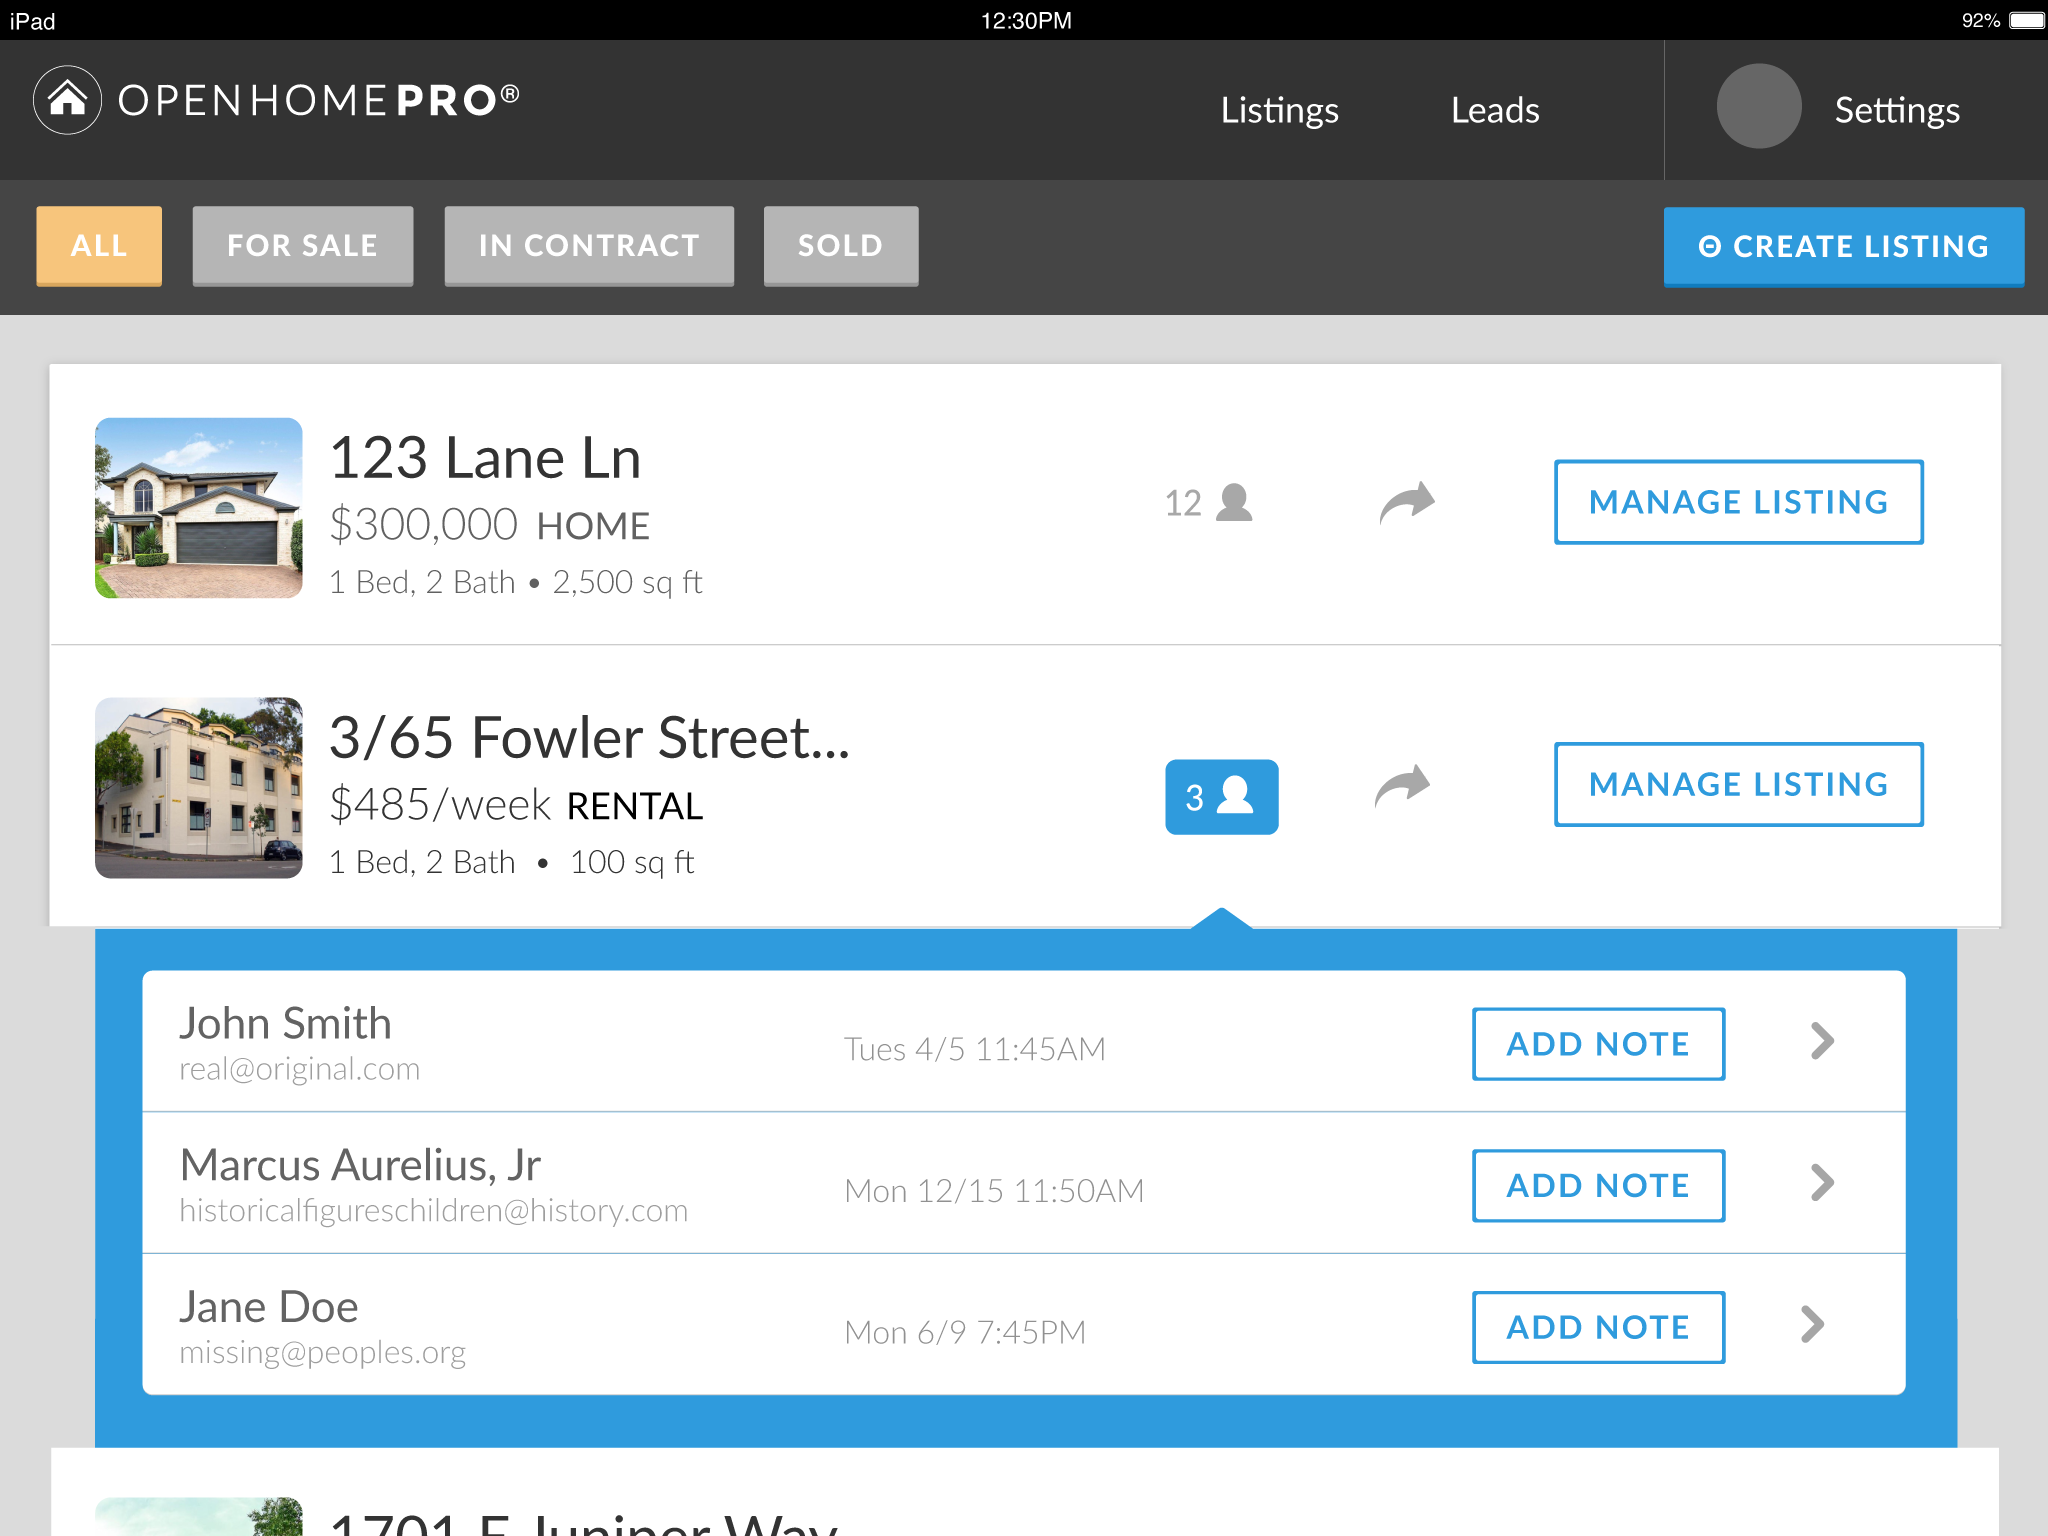 iPad
12:30PM
92%
OPENHOMEPRO®
Listings
Leads
Settings
ALL
FOR SALE
IN CONTRACT
SOLD
CREATE LISTING
123 Lane Ln
$300,000 HOME
1 Bed, 2 Bath • 2,500 sq ft
12
MANAGE LISTING
3/65 Fowler Street...
$485/week RENTAL
1 Bed, 2 Bath • 100 sq ft
3
MANAGE LISTING
John Smith
real@original.com
Tues 4/5 11:45AM
ADD NOTE
Marcus Aurelius, Jr
historicalfigureschildren@history.com
Mon 12/15 11:50AM
ADD NOTE
Jane Doe
missing@peoples.org
Mon 6/9 7:45PM
ADD NOTE
1701 E Juniper Way